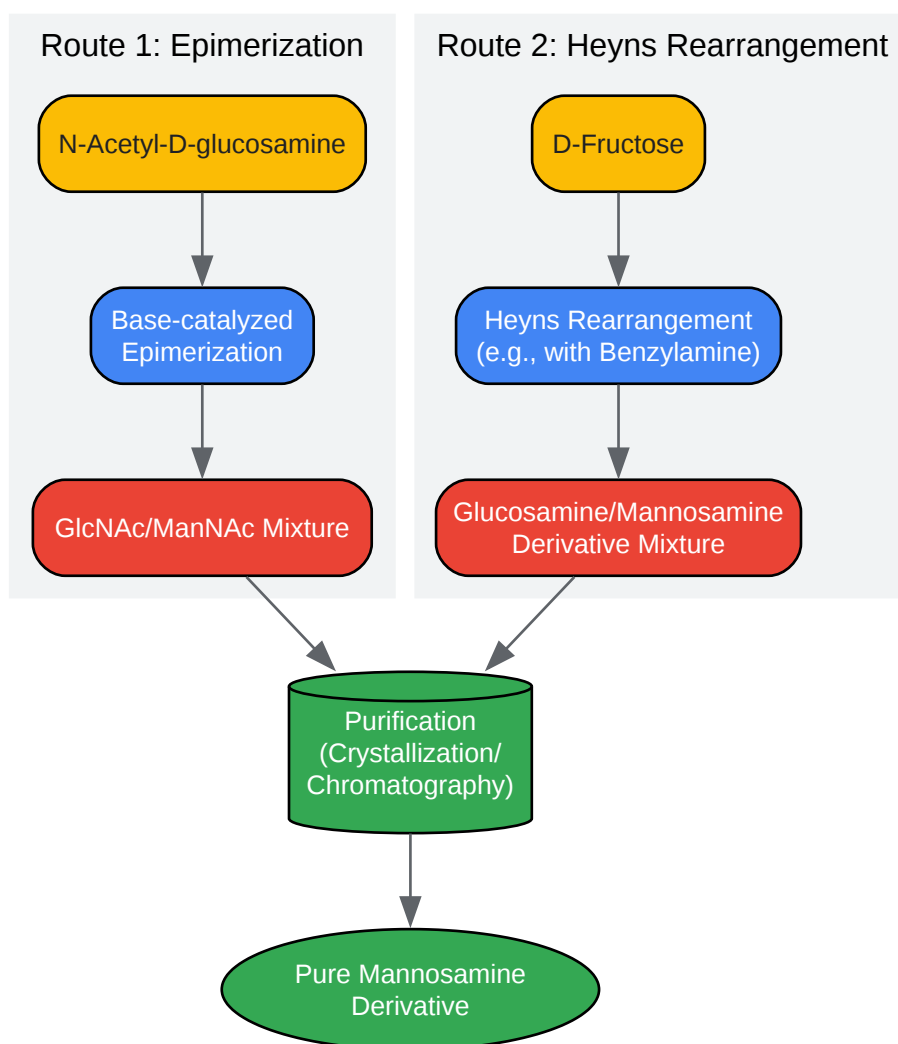 Route 1: Epimerization
N-Acetyl-D-glucosamine
Base-catalyzed
Epimerization
GlcNAc/ManNAc Mixture
Route 2: Heyns Rearrangement
D-Fructose
Heyns Rearrangement
(e.g., with Benzylamine)
Glucosamine/Mannosamine
Derivative Mixture
Purification
(Crystallization/
Chromatography)
Pure Mannosamine
Derivative